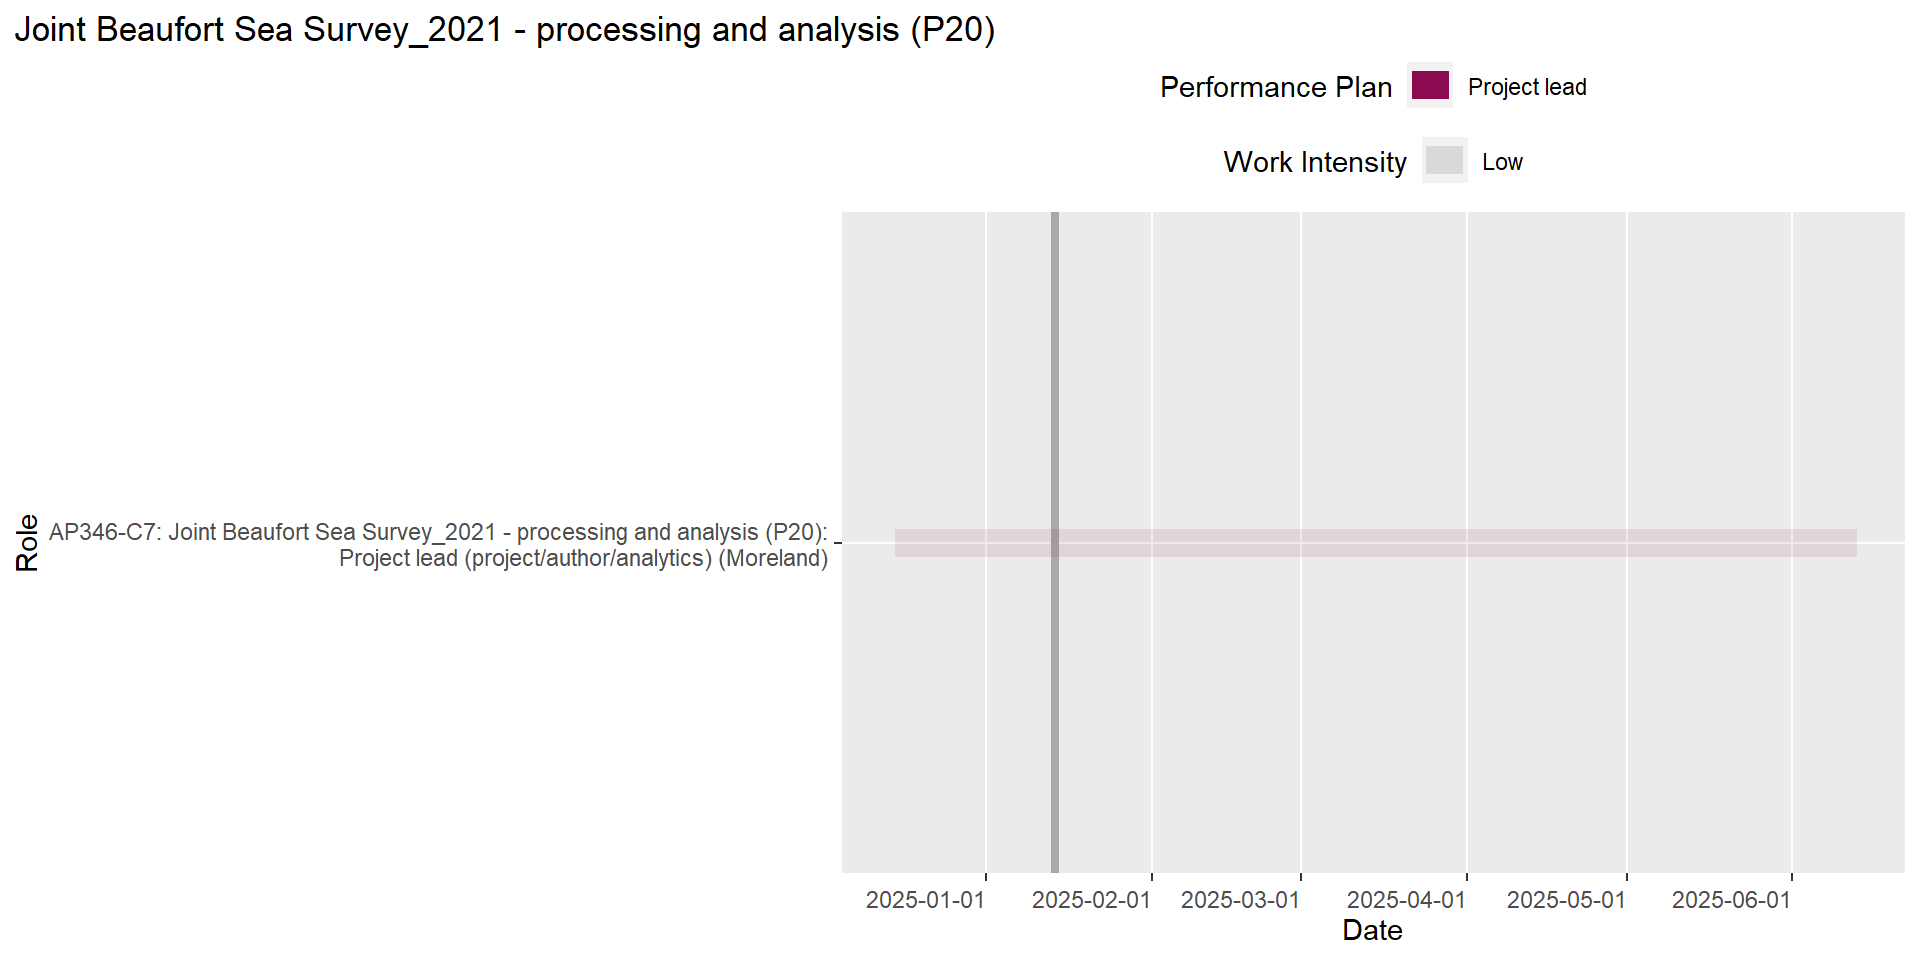 Joint Beaufort Sea Survey_2021 - processing and analysis (P20)
Performance Plan
Project lead
Work Intensity
Low
Role
AP346-C7: Joint Beaufort Sea Survey_2021 - processing and analysis (P20):
Project lead (project/author/analytics) (Moreland)
2025-01-01
2025-02-01
2025-03-01
2025-04-01
2025-05-01
2025-06-01
Date